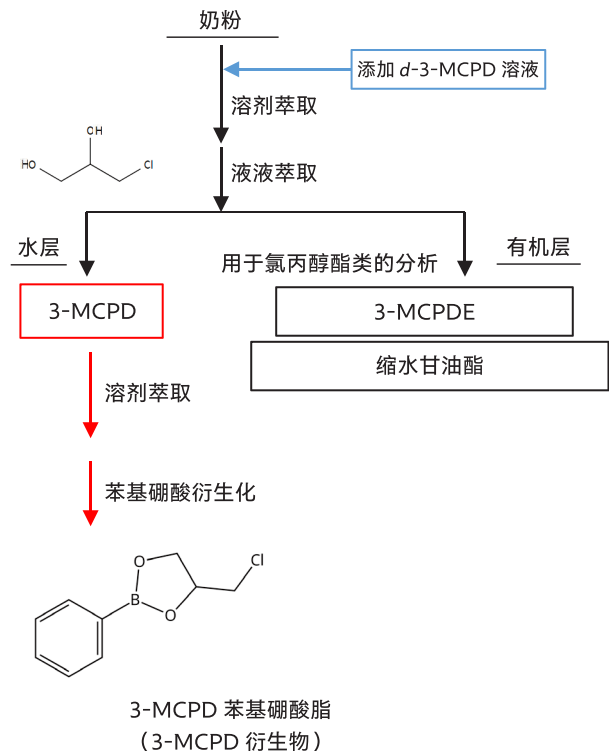 奶粉
添加 d-3-MCPD 溶液
溶剂萃取
OH
HO
Cl
液液萃取
水层
有机层
用于氯丙醇酯类的分析
3-MCPD
3-MCPDE
缩水甘油酯
溶剂萃取
苯基硼酸衍生化
Cl
O
B
O
3-MCPD 苯基硼酸脂
（3-MCPD 衍生物）